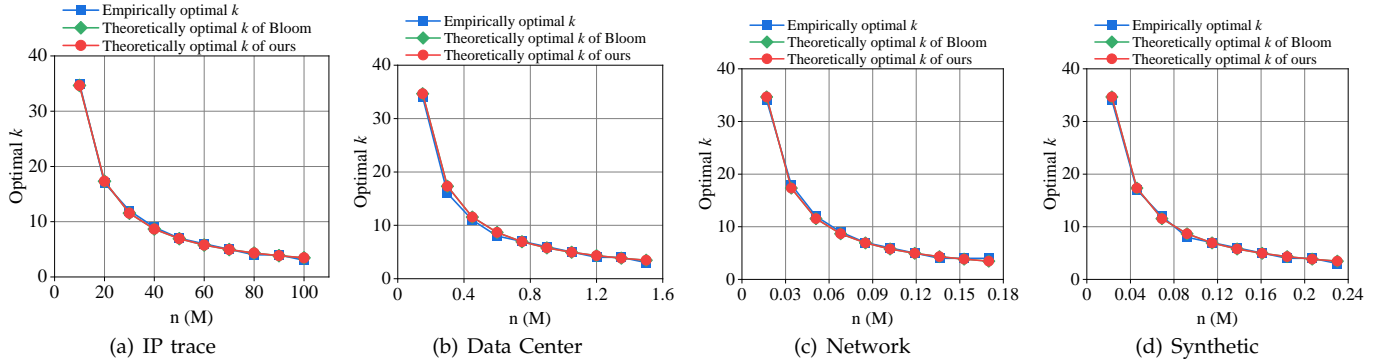 Empirically optimal k
Theoretically optimal k of Bloom
Theoretically optimal k of ours
40
30
20
10
0
Optimal k
0 20 40 60 80 100
n (M)
(a) IP trace
Empirically optimal k
Theoretically optimal k of Bloom
Theoretically optimal k of ours
40
30
20
10
0
Optimal k
0 0.4 0.8 1.2 1.6
n (M)
(b) Data Center
Empirically optimal k
Theoretically optimal k of Bloom
Theoretically optimal k of ours
40
30
20
10
0
Optimal k
0 0.03 0.06 0.09 0.12 0.15 0.18
n (M)
(c) Network
Empirically optimal k
Theoretically optimal k of Bloom
Theoretically optimal k of ours
40
30
20
10
0
Optimal k
0 0.04 0.08 0.12 0.16 0.2 0.24
n (M)
(d) Synthetic